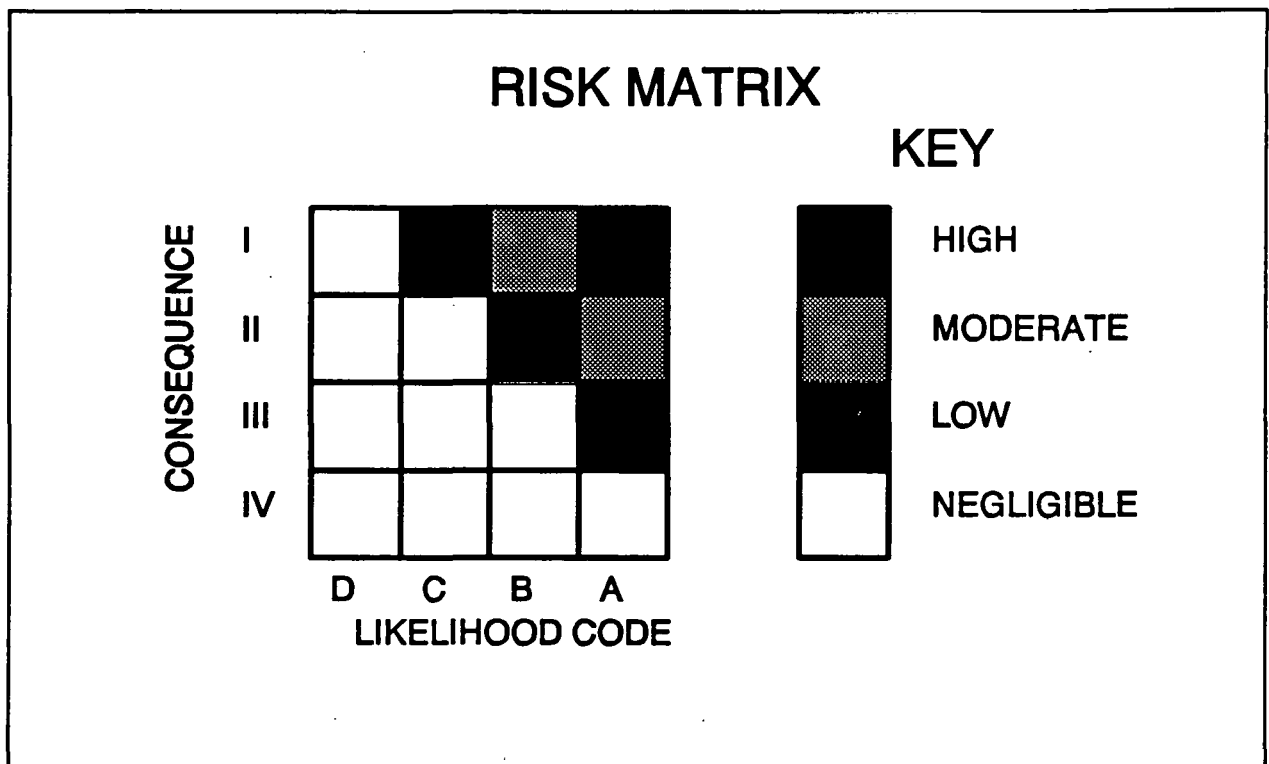 RISK MATRIX
KEY
CONSEQUENCE
I
II
III
IV
D C B A
LIKELIHOOD CODE
HIGH
MODERATE
LOW
NEGLIGIBLE